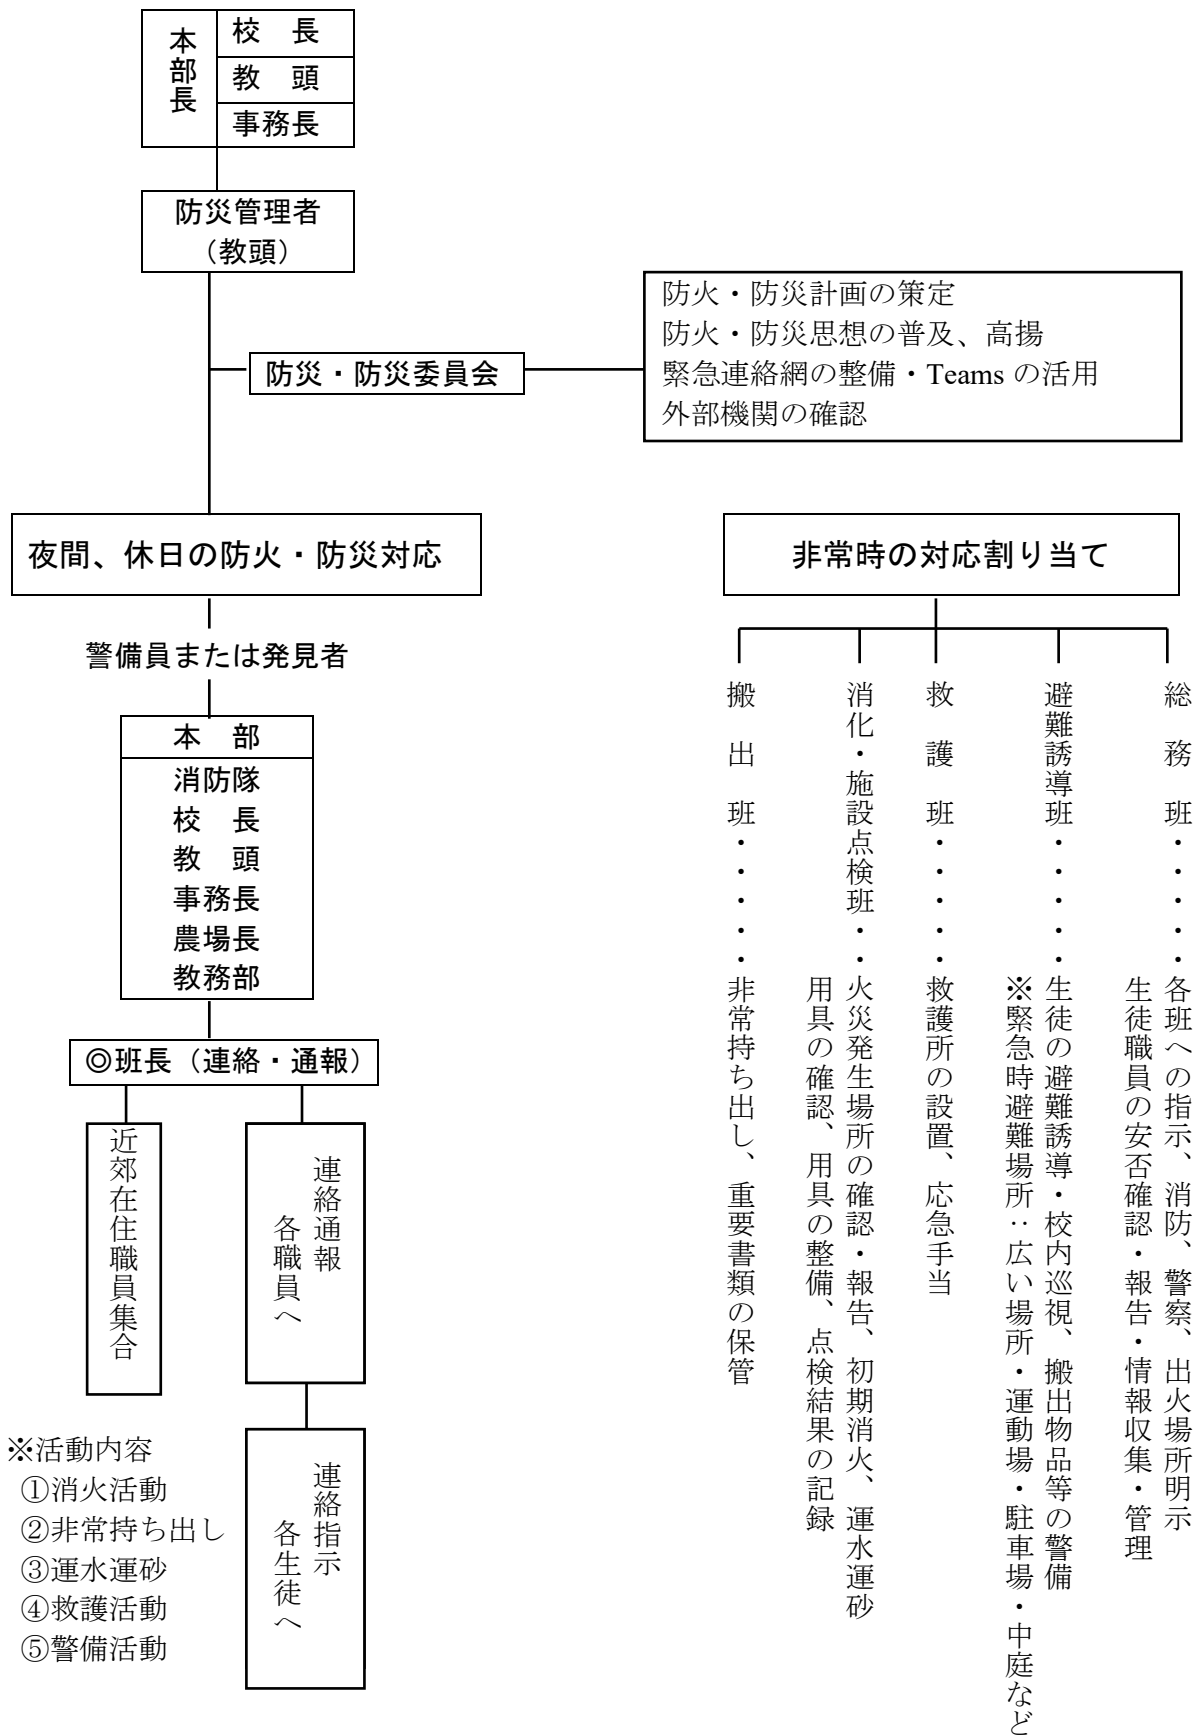 本部長
校　長
教　頭
事務長
防災管理者
（教頭）
防災・防災委員会
防火・防災計画の策定
防火・防災思想の普及、高揚
緊急連絡網の整備・Teams の活用
外部機関の確認
夜間、休日の防火・防災対応
警備員または発見者
本　部
消防隊
校　長
教　頭
事務長
農場長
教務部
◎班長（連絡・通報）
近郊在住職員集合
連絡通報
各職員へ
連絡指示
各生徒へ
※活動内容
①消火活動
②非常持ち出し
③運水運砂
④救護活動
⑤警備活動
非常時の対応割り当て
総　務　班・・・・・各班への指示、消防、警察、出火場所明示
生徒職員の安否確認・報告・情報収集・管理
避難誘導班・・・・・生徒の避難誘導・校内巡視、搬出物品等の警備
※緊急時避難場所：広い場所・運動場・駐車場・中庭など
救　護　班・・・・・救護所の設置、応急手当
消化・施設点検班・・火災発生場所の確認・報告、初期消火、運水運砂
用具の確認、用具の整備、点検結果の記録
搬　出　班・・・・・非常持ち出し、重要書類の保管